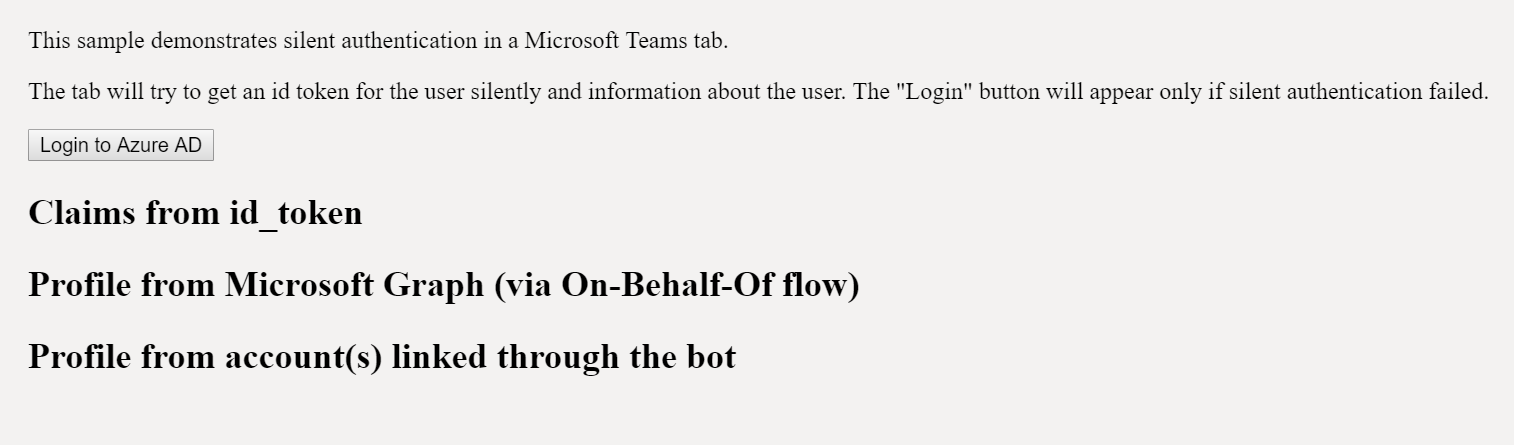 This sample demonstrates silent authentication in a Microsoft Teams tab.
The tab will try to get an id token for the user silently and information about the user. The "Login" button will appear only if silent authentication failed.
Login to Azure AD
Claims from id_token
Profile from Microsoft Graph (via On-Behalf-Of flow)
Profile from account(s) linked through the bot